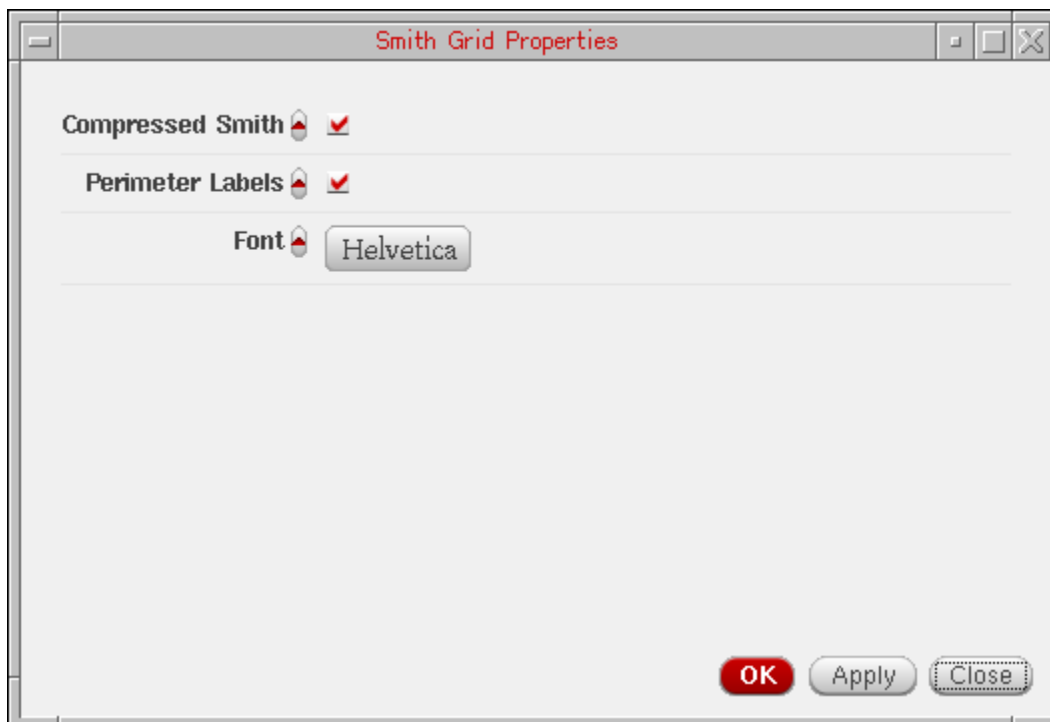 Smith Grid Properties
Compressed Smith
Perimeter Labels
Font Helvetica
OK Apply Close